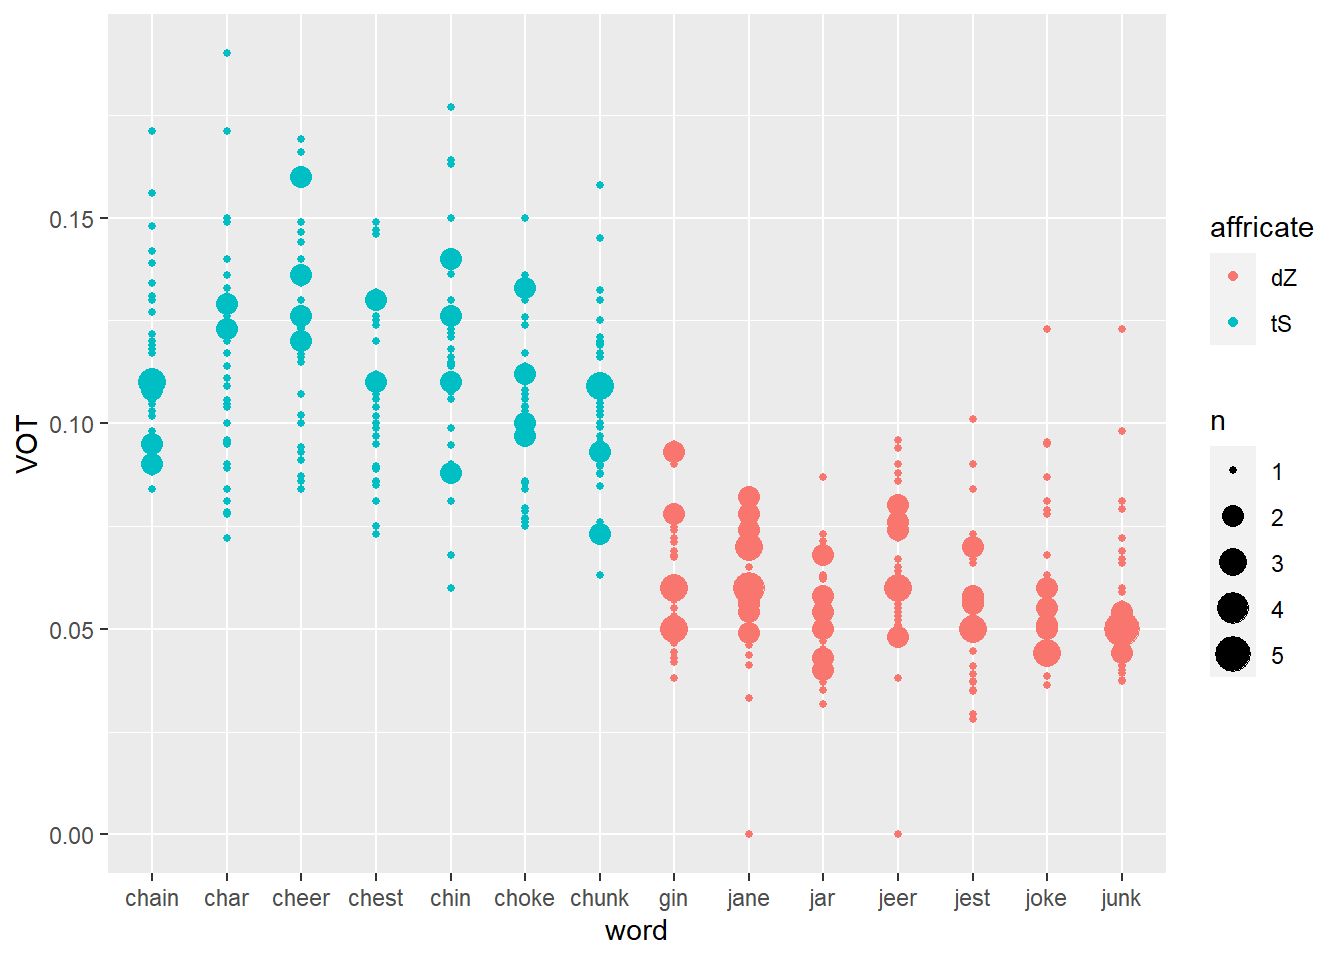 VOT
0.15
0.10
0.05
0.00
chain char cheer chest chin choke chunk gin jane jar jeer jest joke junk
word
affricate
dZ
tS
n
1
2
3
4
5